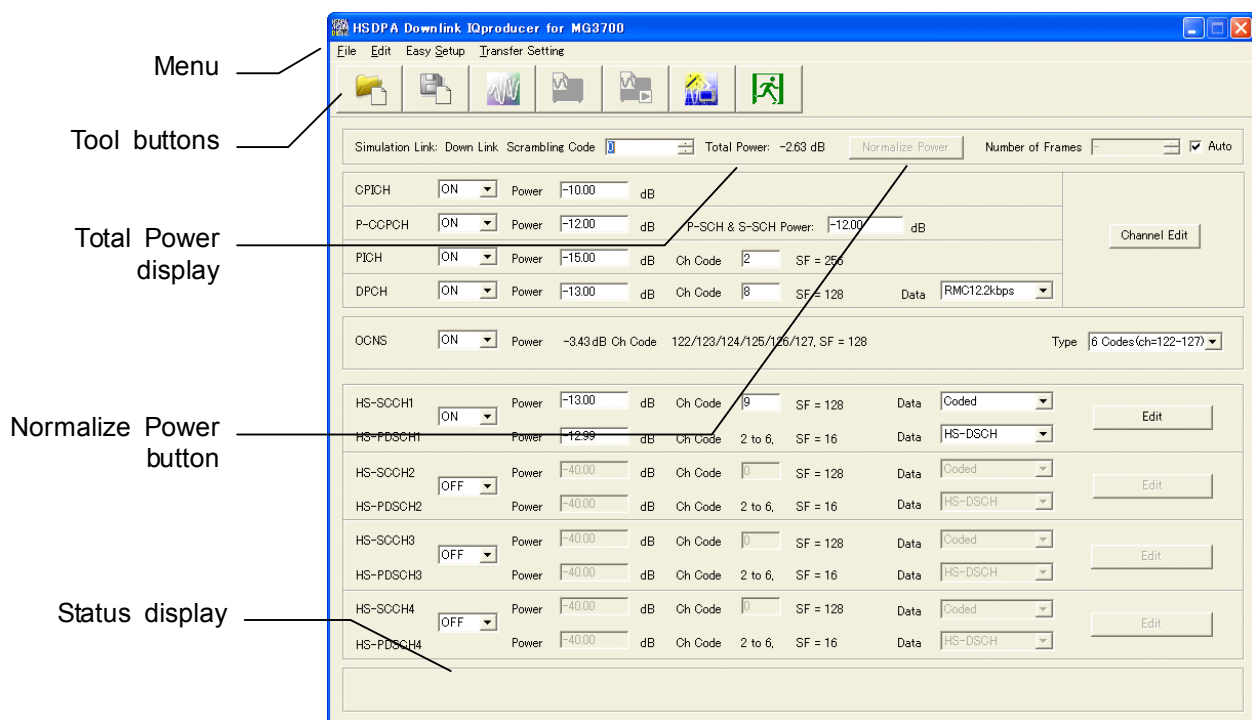 HSDPA Downlink IQproducer for MG3700
File Edit Easy Setup Transfer Setting
Menu
Tool buttons
Simulation Link: Down Link Scrambling Code 0 Total Power: -2.63 dB Normalize Power Number of Frames - Auto
CPICH ON Power -10.00 dB
P-CCPCH ON Power -12.00 dB P-SCH & S-SCH Power: -12.00 dB
Channel Edit
Total Power
display
PICH ON Power -15.00 dB Ch Code 2 SF = 256
DPCH ON Power -13.00 dB Ch Code 8 SF = 128 Data RMC12.2kbps
OCNS ON Power -3.43 dB Ch Code 122/123/124/125/126/127, SF = 128 Type 6 Codes(ch=122-127)
Normalize Power
button
HS-SCCH1 ON Power -13.00 dB Ch Code 9 SF = 128 Data Coded Edit
HS-PDSCH1 Power -12.99 dB Ch Code 2 to 6, SF = 16 Data HS-DSCH
HS-SCCH2 OFF Power -40.00 dB Ch Code 0 SF = 128 Data Coded Edit
HS-PDSCH2 Power -40.00 dB Ch Code 2 to 6, SF = 16 Data HS-DSCH
HS-SCCH3 OFF Power -40.00 dB Ch Code 0 SF = 128 Data Coded Edit
HS-PDSCH3 Power -40.00 dB Ch Code 2 to 6, SF = 16 Data HS-DSCH
Status display
HS-SCCH4 OFF Power -40.00 dB Ch Code 0 SF = 128 Data Coded Edit
HS-PDSCH4 Power -40.00 dB Ch Code 2 to 6, SF = 16 Data HS-DSCH